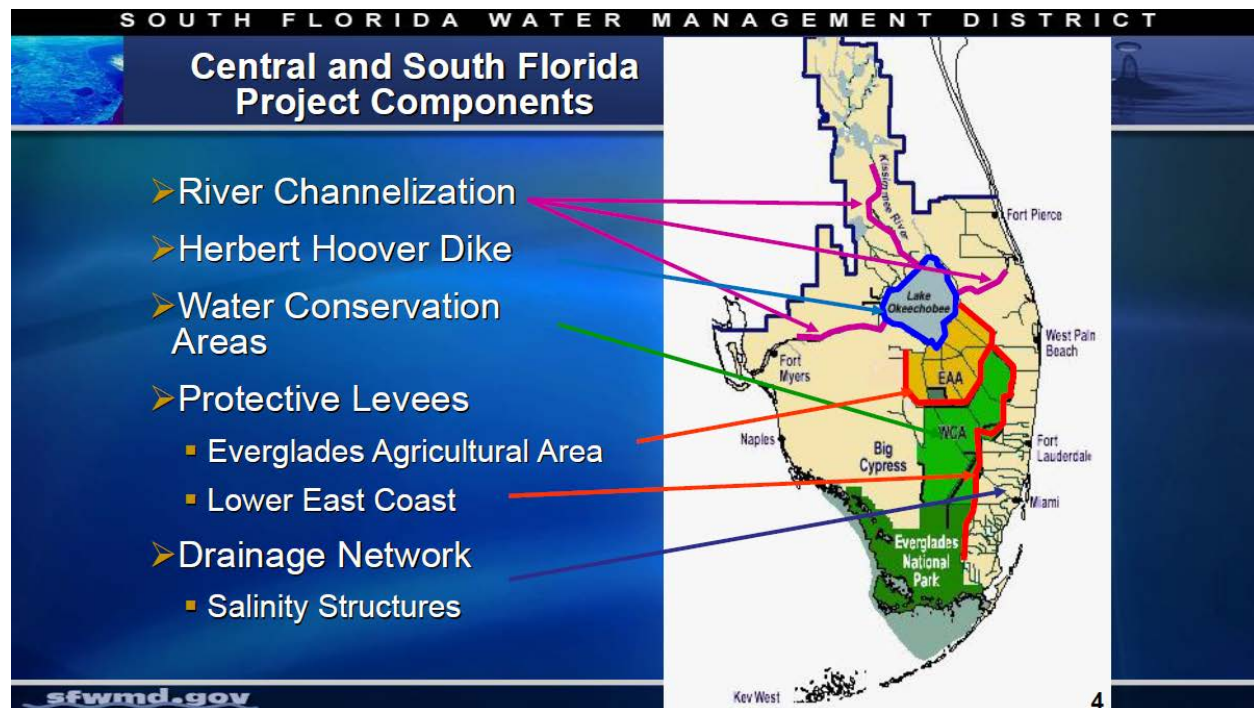 SOUTH FLORIDA WATER MANAGEMENT DISTRICT
Central and South Florida
Project Components
➢River Channelization
➢Herbert Hoover Dike
➢Water Conservation
Areas
➢Protective Levees
▪ Everglades Agricultural Area
▪ Lower East Coast
➢Drainage Network
▪ Salinity Structures
Kissimmee River
Fort Pierce
Lake
Okeechobee
West Palm
Beach
Fort
Myers
EAA
WCA
Naples
Big
Cypress
Fort
Lauderdale
Miami
Everglades
National
Park
Key West
sfwmd.gov
4